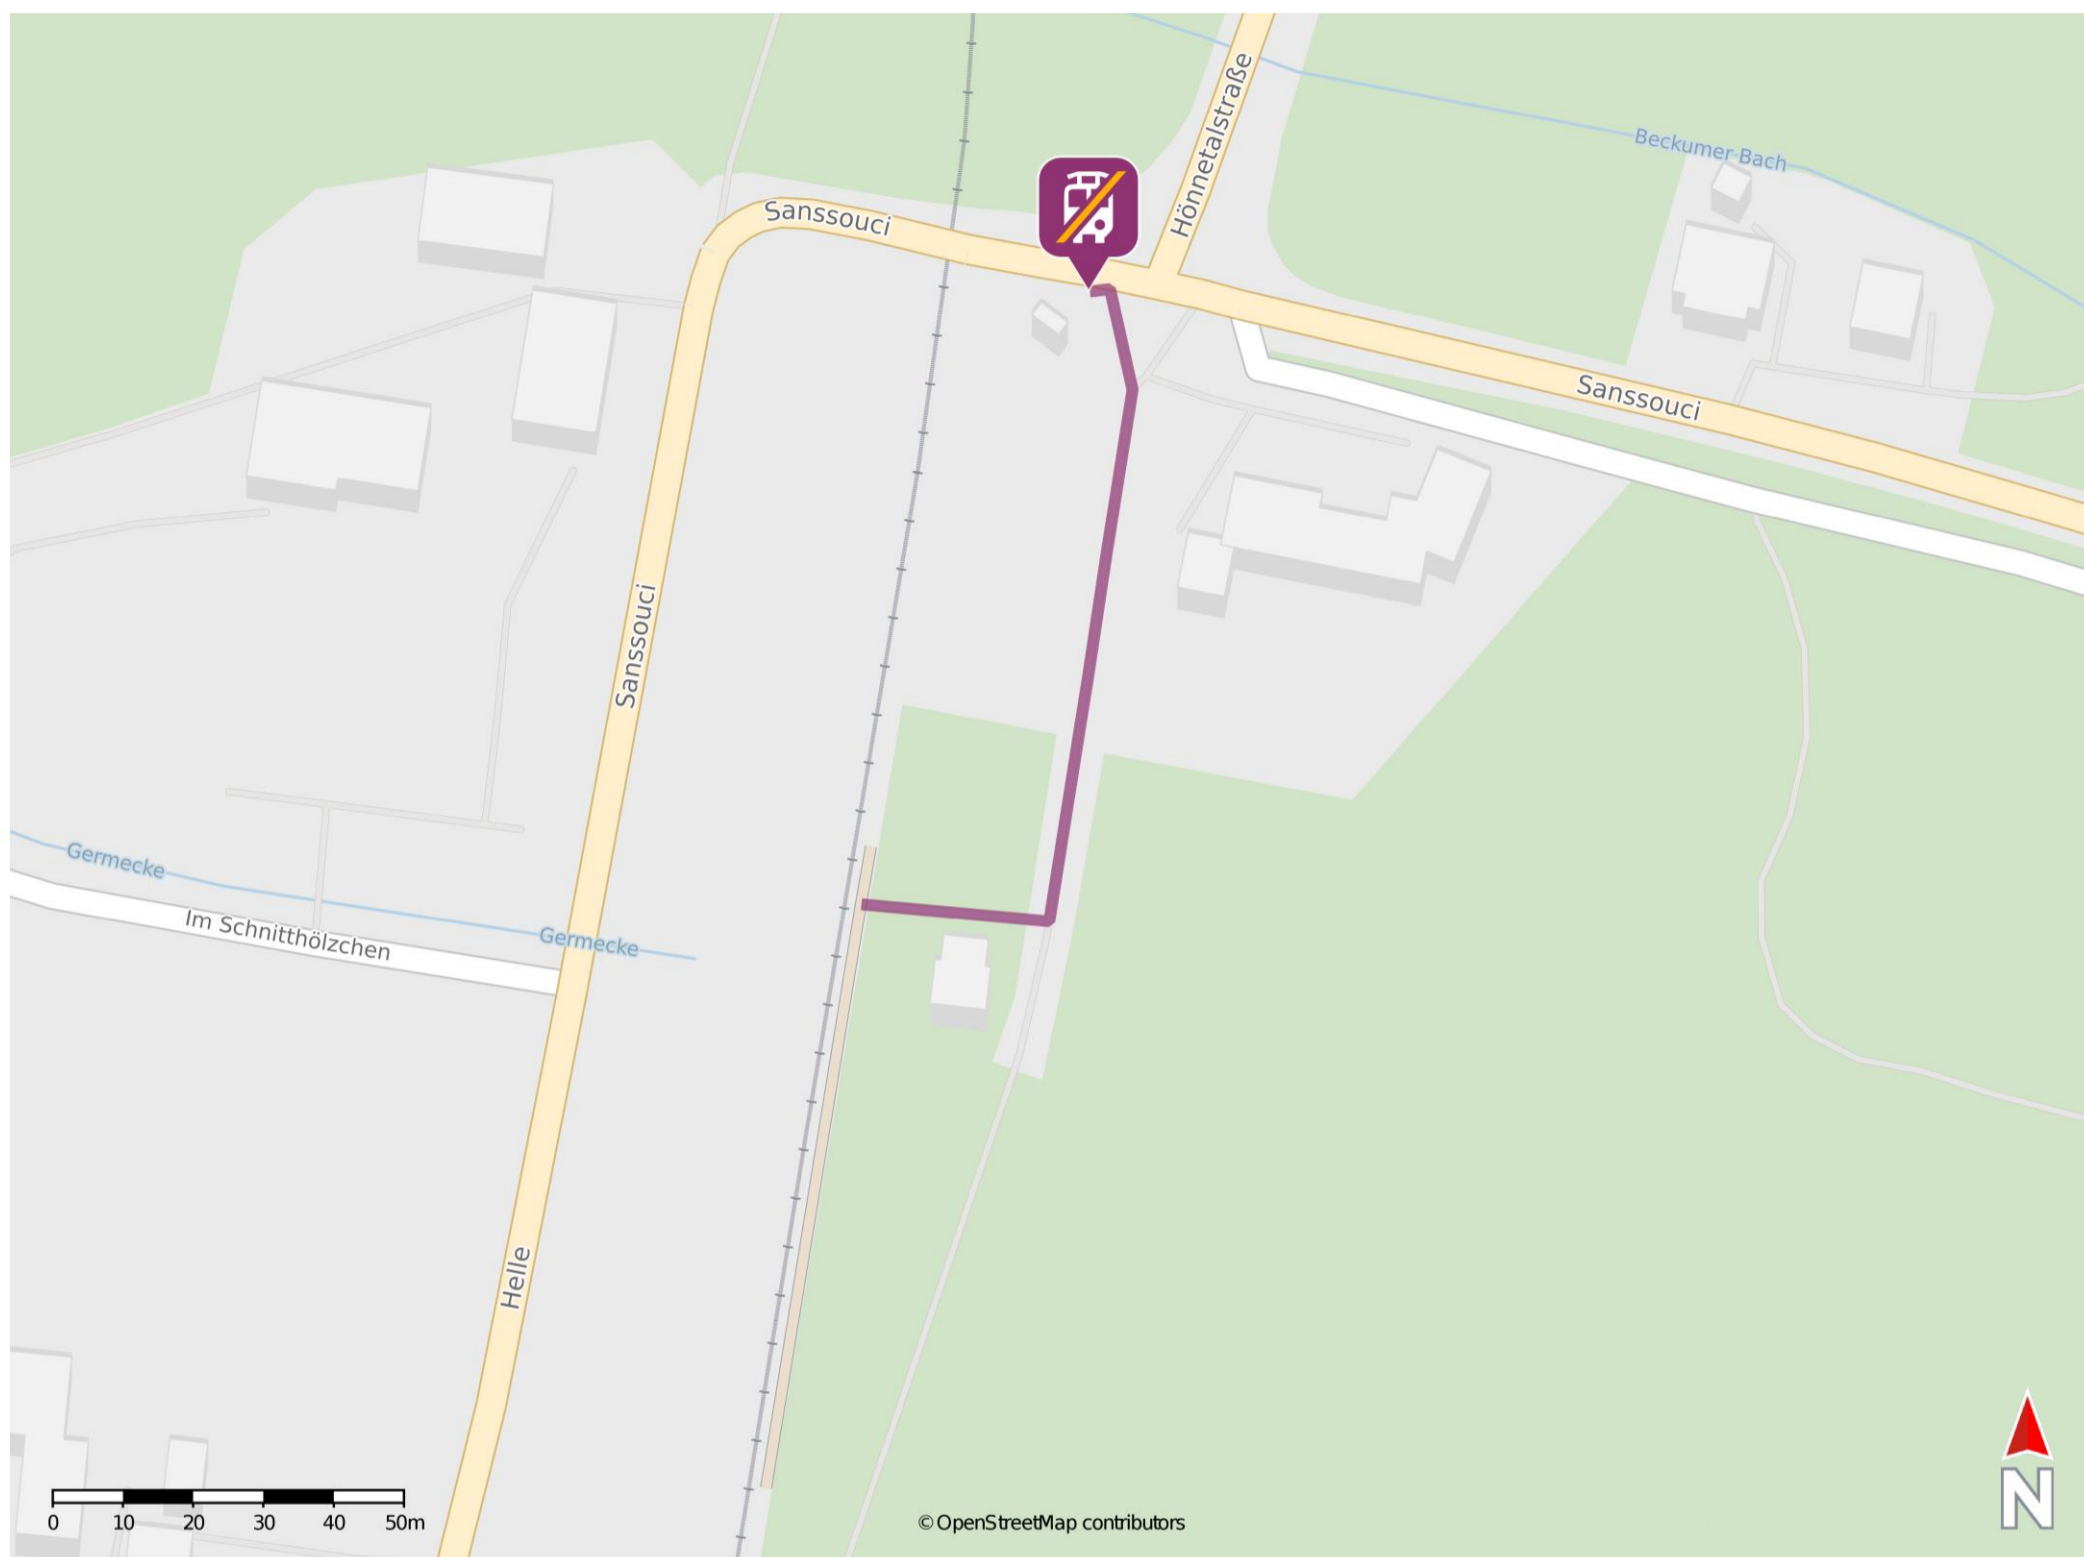 Hönnetalstraße
Beckumer Bach
Sanssouci
Sanssouci
Sanssouci
Germecke
Germecke
Im Schnitthölzchen
Helle
N
0 10 20 30 40 50m
© OpenStreetMap contributors